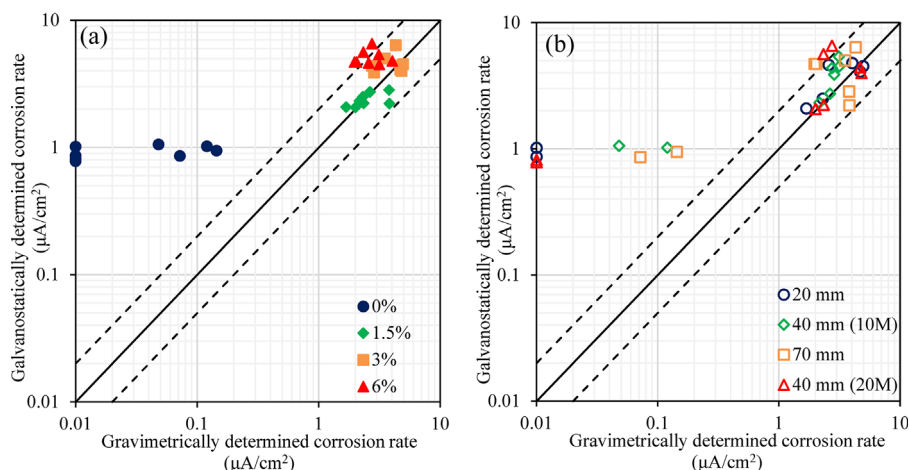 (a)
Galvanostatically determined corrosion rate
(μA/cm²)
10
1
0.1
0.01
0%
1.5%
3%
6%
0.01
0.1
1
10
Gravimetrically determined corrosion rate
(μA/cm²)
(b)
Galvanostatically determined corrosion rate
(μA/cm²)
10
1
0.1
0.01
20 mm
40 mm (10M)
70 mm
40 mm (20M)
0.01
0.1
1
10
Gravimetrically determined corrosion rate
(μA/cm²)